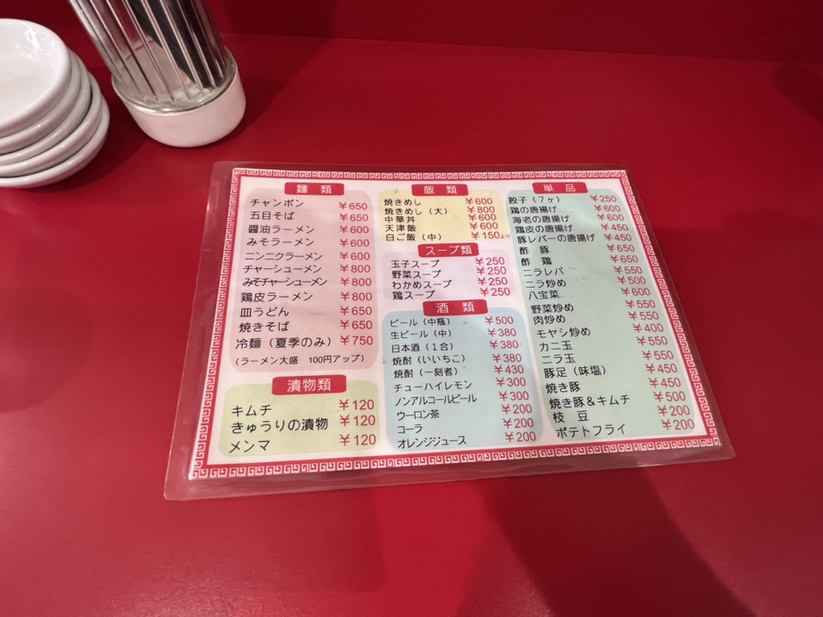 麺 類
チャンポン ¥650
五目そば ¥650
醤油ラーメン ¥600
みそラーメン ¥600
ニンニクラーメン ¥600
チャーシューメン ¥800
みそチャーシューメン ¥800
鶏皮ラーメン ¥800
皿うどん ¥650
焼きそば ¥650
冷麺（夏季のみ） ¥750
(ラーメン大盛 100円アップ)
漬物類
キムチ ¥120
きゅうりの漬物 ¥120
メンマ ¥120
飯 類
焼きめし ¥600
焼きめし（大） ¥800
中華丼 ¥600
天津飯 ¥600
白ご飯（中） ¥150より
スープ類
玉子スープ ¥250
野菜スープ ¥250
わかめスープ ¥250
鶏スープ ¥250
酒 類
ビール（中瓶） ¥500
生ビール（中） ¥380
日本酒（1合） ¥380
焼酎（いいちこ） ¥380
焼酎（一刻者） ¥430
チューハイレモン ¥300
ノンアルコールビール ¥300
ウーロン茶 ¥200
コーラ ¥200
オレンジジュース ¥200
単 品
餃子（7ヶ） ¥250
鶏の唐揚げ ¥600
海老の唐揚げ ¥600
鶏皮の唐揚げ ¥450
豚レバーの唐揚げ ¥450
酢 豚 ¥650
酢 鶏 ¥650
ニラレバ ¥550
ニラ炒め ¥500
八宝菜 ¥600
野菜炒め ¥550
肉炒め ¥550
モヤシ炒め ¥400
カニ玉 ¥550
ニラ玉 ¥550
豚足（味塩） ¥450
焼き豚 ¥450
焼き豚＆キムチ ¥500
枝 豆 ¥200
ポテトフライ ¥200